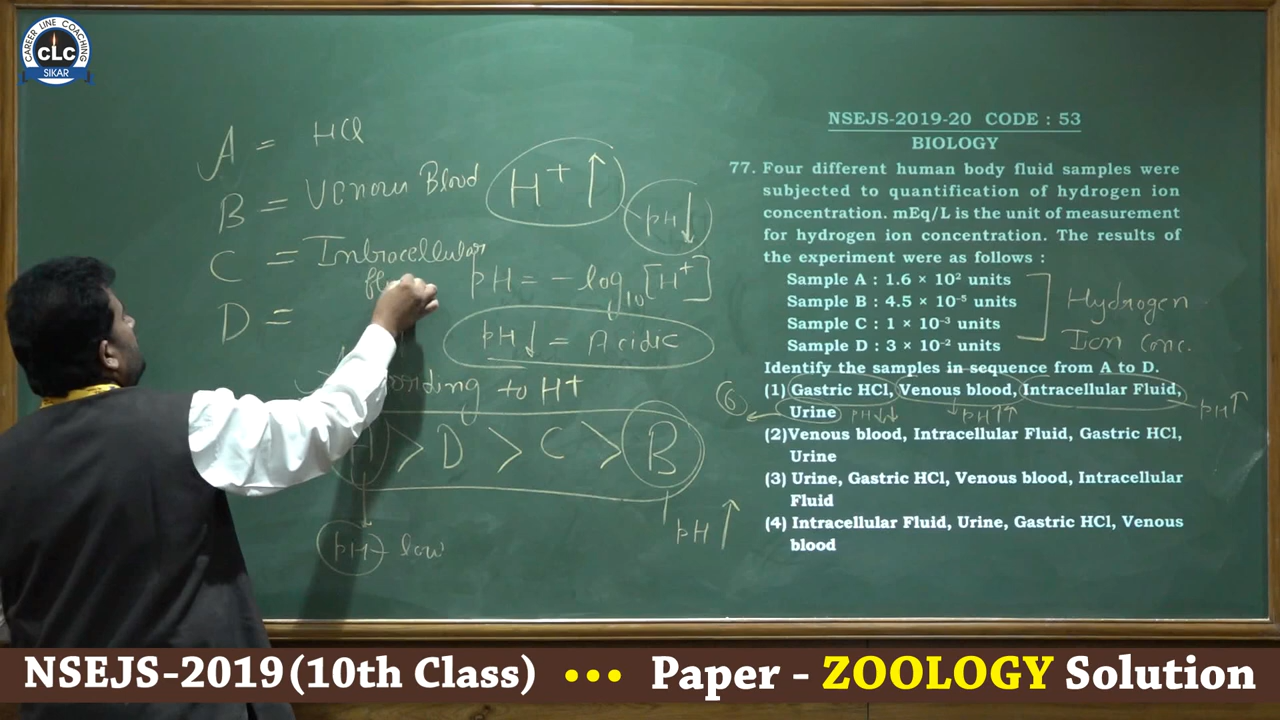 CAREER LINE COACHING
CLC
SIKAR
A = HCl
B = Venous Blood
C = Intracellular
D =
H+ ↑
pH ↓
pH = - log10 [H+]
pH ↓ = Acidic
to H+
> D > C > B
pH - low
pH ↑
NSEJS-2019-20 CODE : 53
BIOLOGY
77. Four different human body fluid samples were
subjected to quantification of hydrogen ion
concentration. mEq/L is the unit of measurement
for hydrogen ion concentration. The results of
the experiment were as follows :
Sample A : 1.6 × 10² units
Sample B : 4.5 × 10⁻⁵ units
Sample C : 1 × 10⁻³ units
Sample D : 3 × 10⁻² units
Hydrogen
Ion Conc.
Identify the samples in sequence from A to D.
(1) Gastric HCl, Venous blood, Intracellular Fluid,
Urine
6
pH↓↓
pH↑↑
pH↑
(2)Venous blood, Intracellular Fluid, Gastric HCl,
Urine
(3) Urine, Gastric HCl, Venous blood, Intracellular
Fluid
(4) Intracellular Fluid, Urine, Gastric HCl, Venous
blood
NSEJS-2019(10th Class) ••• Paper - ZOOLOGY Solution